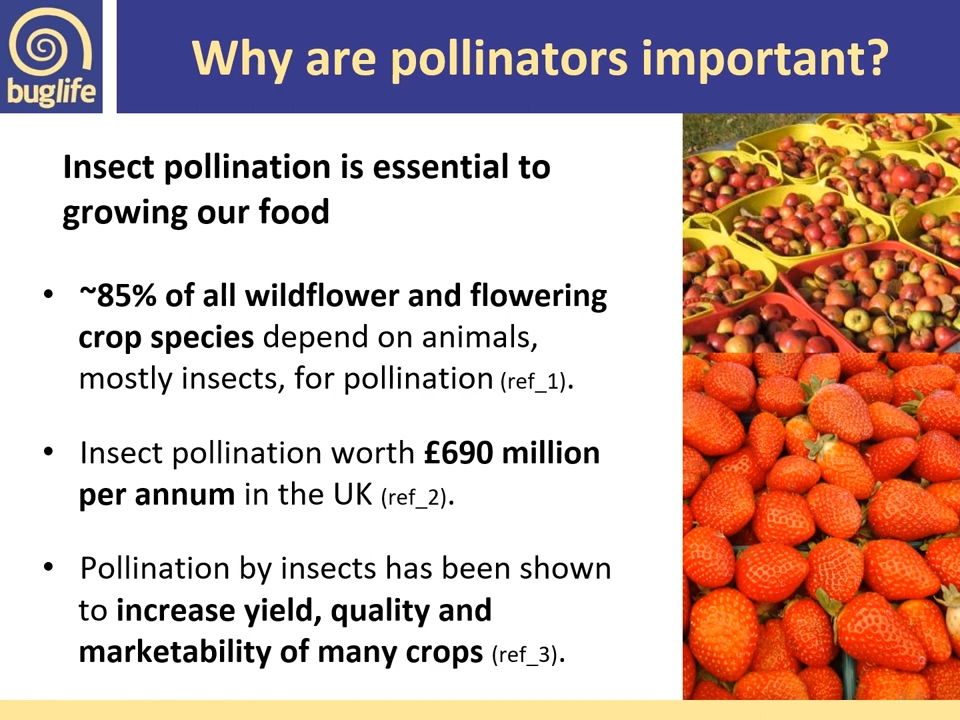 buglife
Why are pollinators important?
Insect pollination is essential to
growing our food
• ~85% of all wildflower and flowering
crop species depend on animals,
mostly insects, for pollination (ref_1).
• Insect pollination worth £690 million
per annum in the UK (ref_2).
• Pollination by insects has been shown
to increase yield, quality and
marketability of many crops (ref_3).